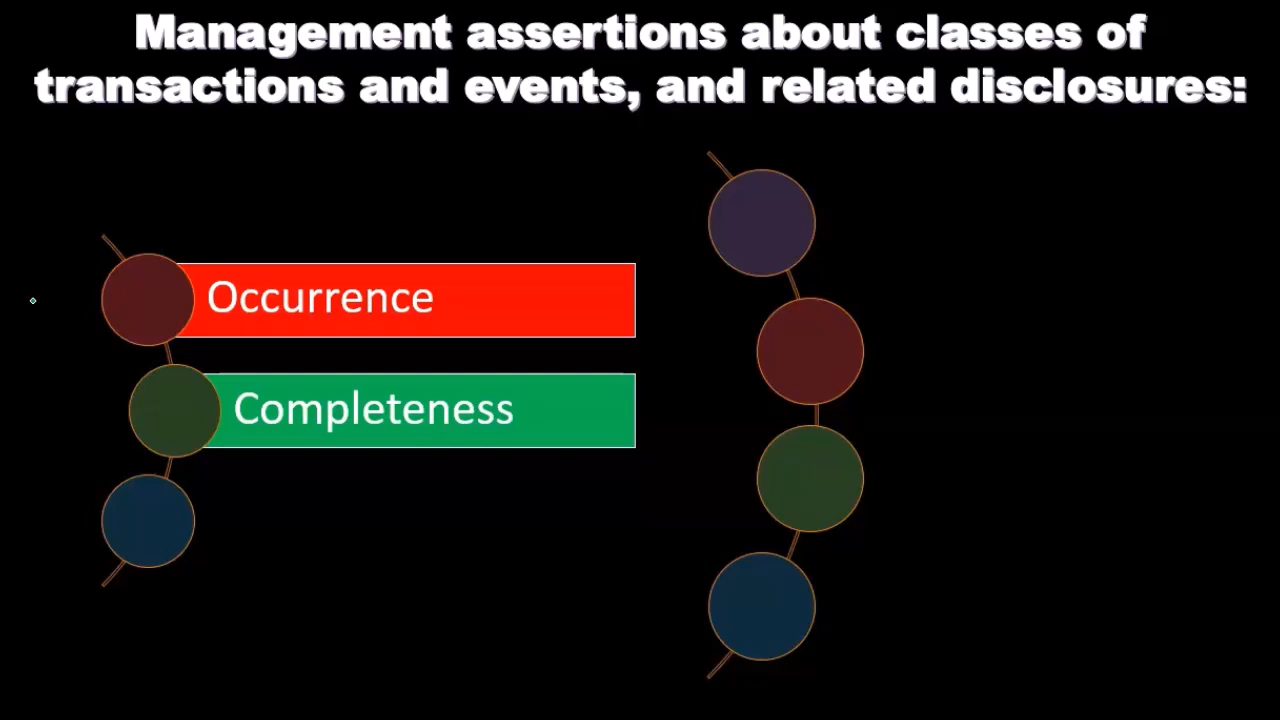 Management assertions about classes of
transactions and events, and related disclosures:
Occurrence
Completeness